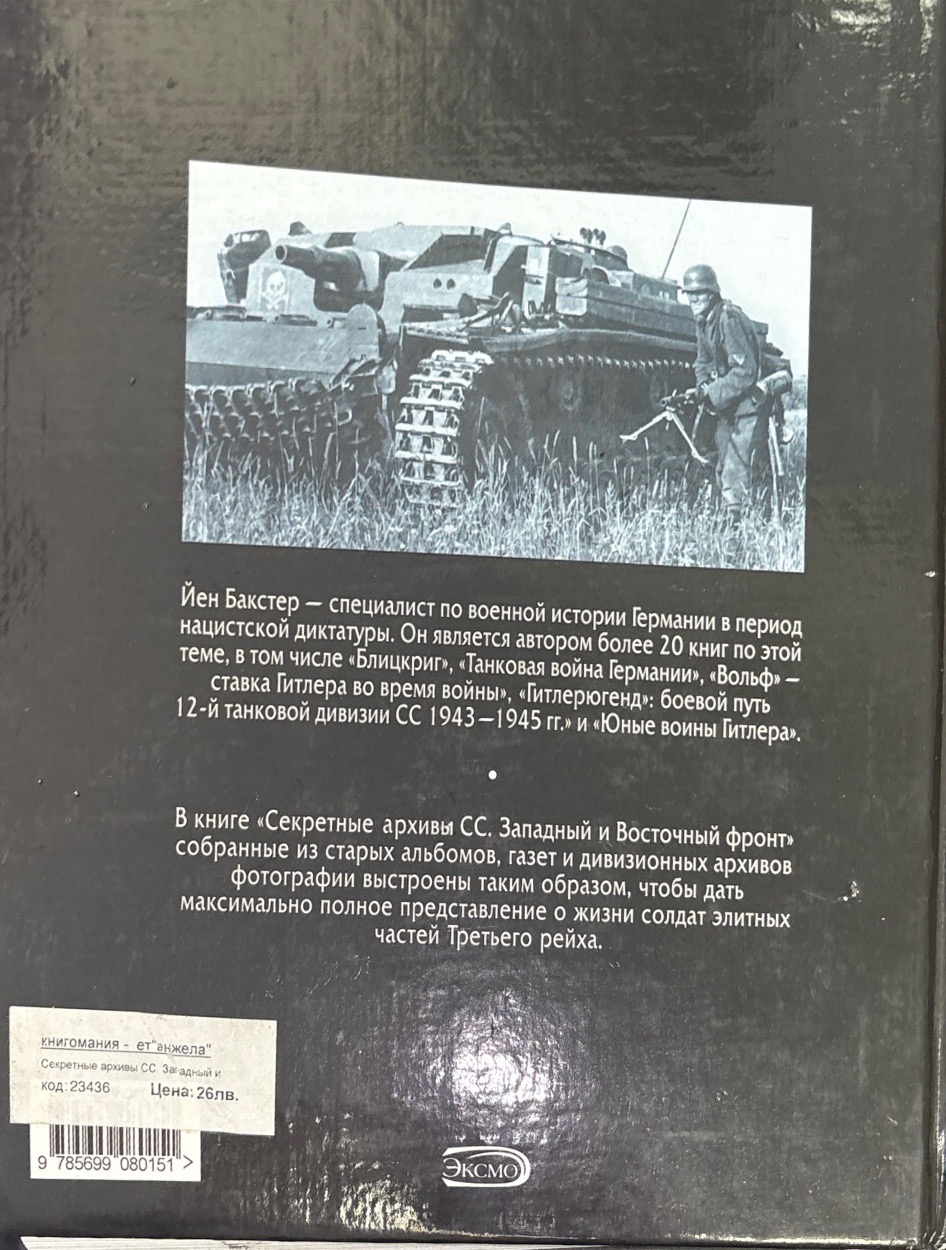 Йен Бакстер — специалист по военной истории Германии в период
нацистской диктатуры. Он является автором более 20 книг по этой
теме, в том числе «Блицкриг», «Танковая война Германии», «Вольф» —
ставка Гитлера во время войны», «Гитлерюгенд»: боевой путь
12-й танковой дивизии СС 1943—1945 гг.» и «Юные воины Гитлера».
•
В книге «Секретные архивы СС. Западный и Восточный фронт»
собранные из старых альбомов, газет и дивизионных архивов
фотографии выстроены таким образом, чтобы дать
максимально полное представление о жизни солдат элитных
частей Третьего рейха.
книгомания - ет"анжела"
Секретные архивы СС. Западный и
код:23436 Цена: 26лв.
9 785699 080151 >
ЭКСМО